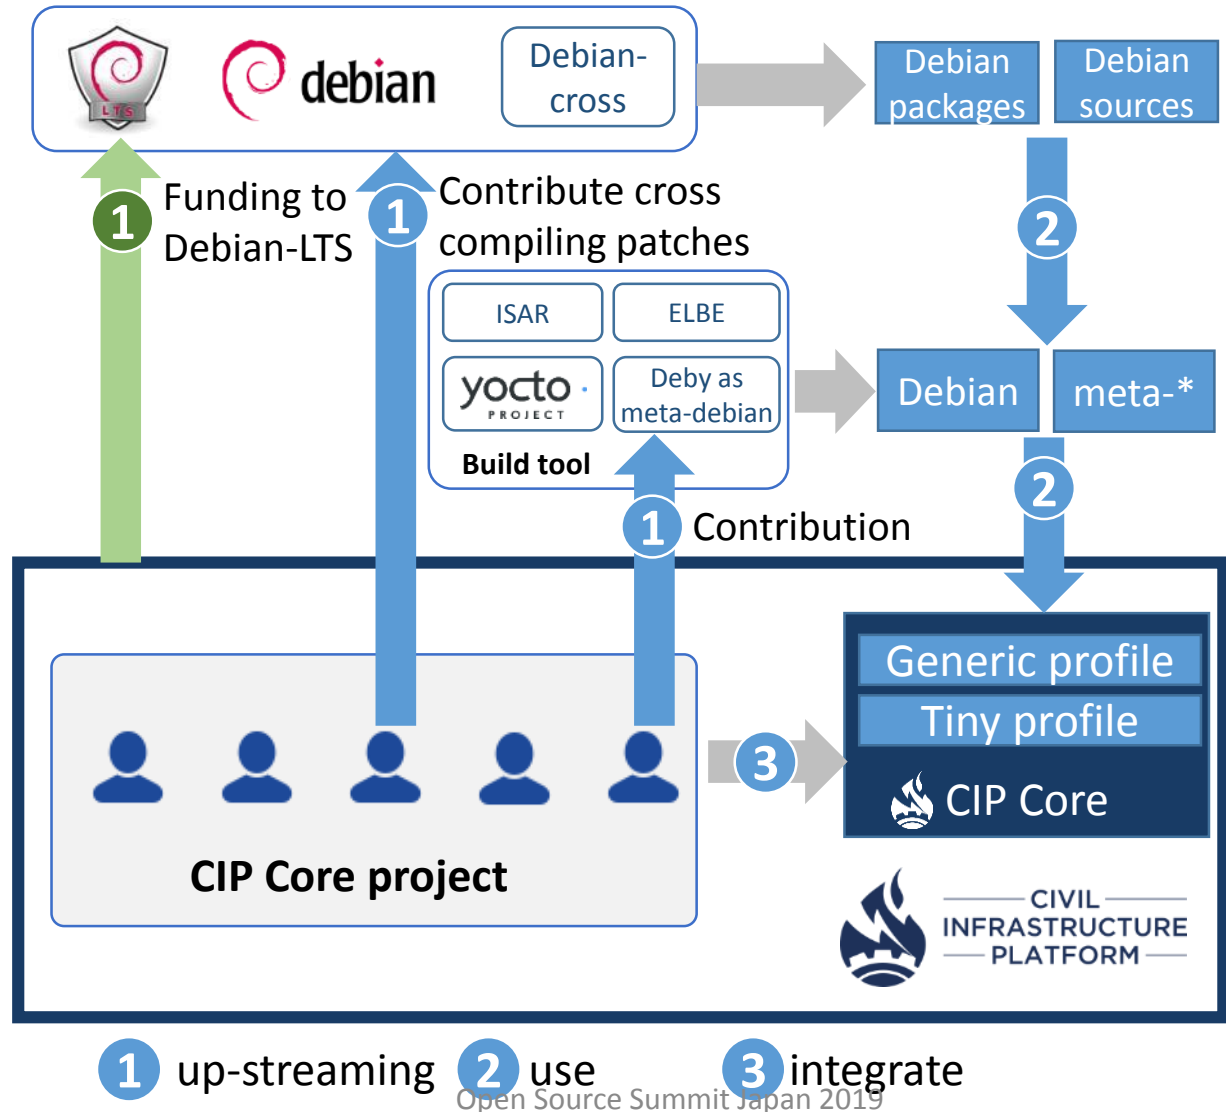 LTS
debian
Debian-
cross
Debian
packages
Debian
sources
1
Funding to
Debian-LTS
1
Contribute cross
compiling patches
2
ISAR
ELBE
yocto
PROJECT
Deby as
meta-debian
Build tool
Debian
meta-*
2
1
Contribution
Generic profile
Tiny profile
3
CIP Core
CIP Core project
CIVIL
INFRASTRUCTURE
PLATFORM
1 up-streaming 2 use 3 integrate
Open Source Summit Japan 2019